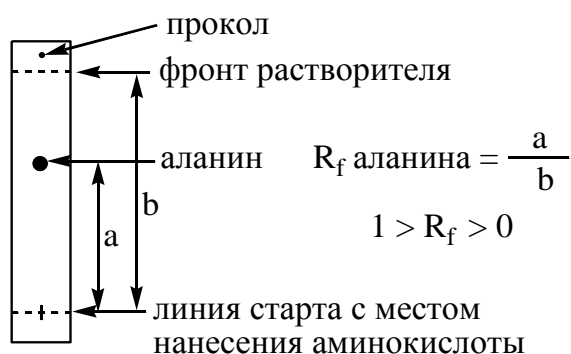 прокол
фронт растворителя
аланин
R_f аланина = a/b
b
a
1 > R_f > 0
линия старта с местом
нанесения аминокислоты